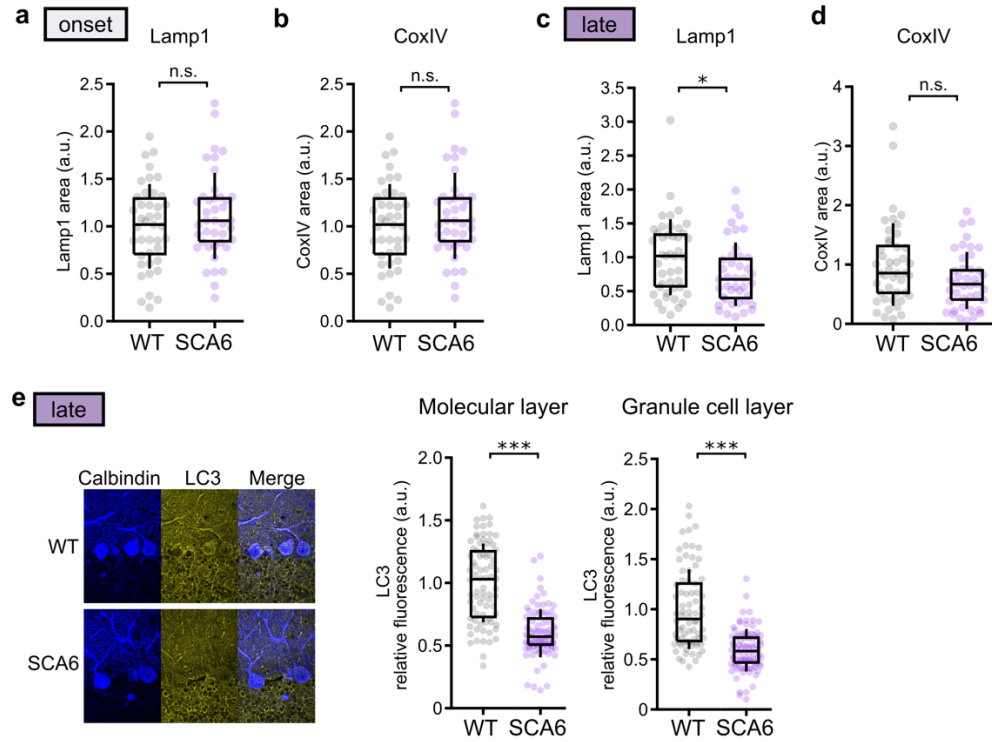 a onset
Lamp1
n.s.
Lamp1 area (a.u.)
2.5
2.0
1.5
1.0
0.5
0.0
WT SCA6
b
CoxIV
n.s.
CoxIV area (a.u.)
2.5
2.0
1.5
1.0
0.5
0.0
WT SCA6
c late
Lamp1
*
Lamp1 area (a.u.)
3.5
3.0
2.5
2.0
1.5
1.0
0.5
0.0
WT SCA6
d
CoxIV
n.s.
CoxIV area (a.u.)
4
3
2
1
0
WT SCA6
e late
Calbindin LC3 Merge
WT
SCA6
Molecular layer
***
LC3
relative fluorescence (a.u.)
2.0
1.5
1.0
0.5
0
WT SCA6
Granule cell layer
***
LC3
relative fluorescence (a.u.)
2.5
2.0
1.5
1.0
0.5
0
WT SCA6